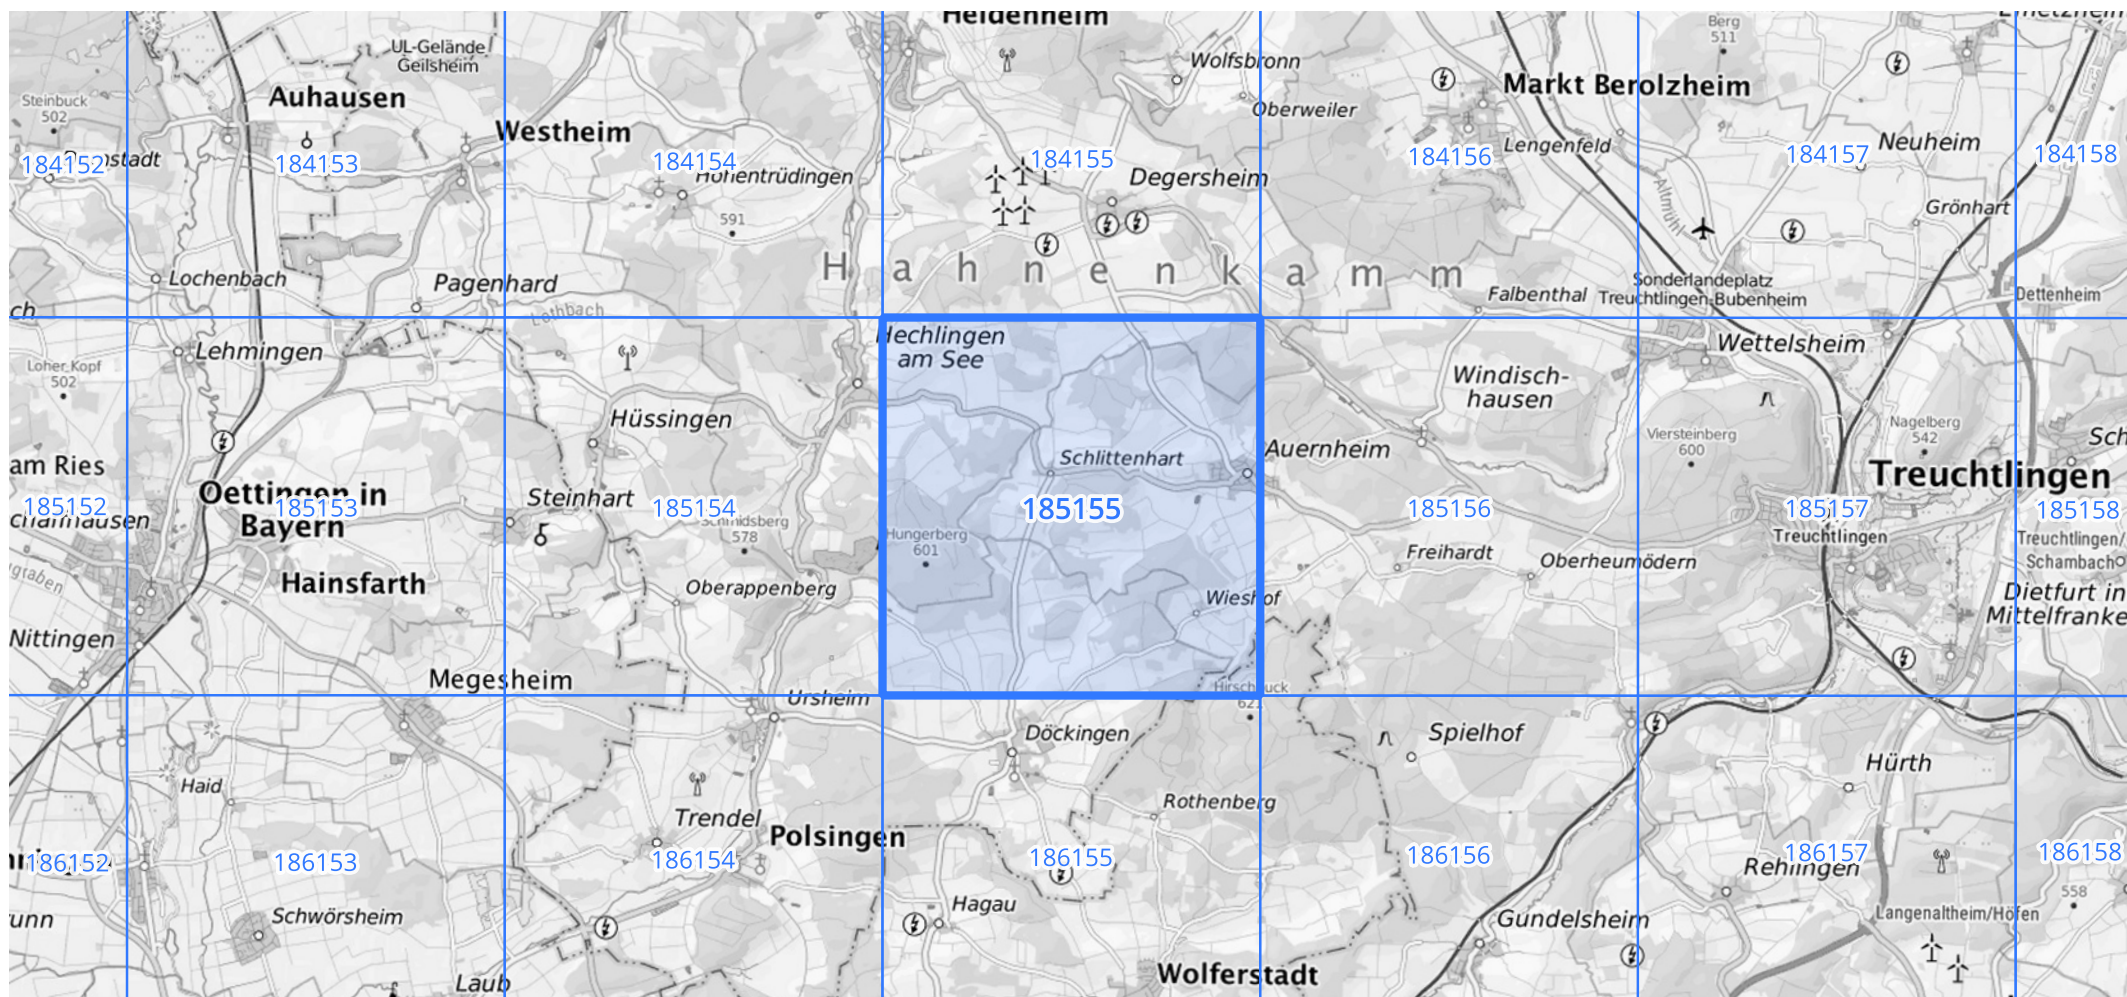 Heidenheim
UL-Gelände
Geilsheim
Berg
511
Wolfsbronn
Steinbuck
502
Auhausen
Markt Berolzheim
Oberweiler
Westheim
Lengenfeld
Neuheim
184152
184153
184154
184155
184156
184157
184158
Hohentrüdingen
Degersheim
591
Altmühl
Grönhart
Hahnenkamm
Lochenbach
Pagenhard
Sonderlandeplatz
Treuchtlingen-Bubenheim
Falbenthal
Dettenheim
ch
Hechlingen
am See
Lehmingen
Wettelsheim
Loher Kopf
502
Windisch-
hausen
Hüssingen
Nagelberg
542
Viersteinberg
600
Sch
am Ries
Schlittenhart
Auernheim
Treuchtlingen
Oettingen in
Bayern
Steinhart
185152
185153
185154
185155
185156
185157
185158
Schmidsberg
578
Hungerberg
601
Treuchtlingen
Treuchtlingen/
Schambach
Freihardt
Oberheumödern
Hainsfarth
Oberappenberg
Wieshof
Dietfurt in
Mittelfranke
Nittingen
Megesheim
Ursheim
Döckingen
Spielhof
Hürth
Haid
Rothenberg
Trendel
Polsingen
186152
186153
186154
186155
186156
186157
186158
Rehlingen
558
Schwörsheim
Hagau
Gundelsheim
Langenaltheim/Höfen
unn
Wolferstadt
Laub